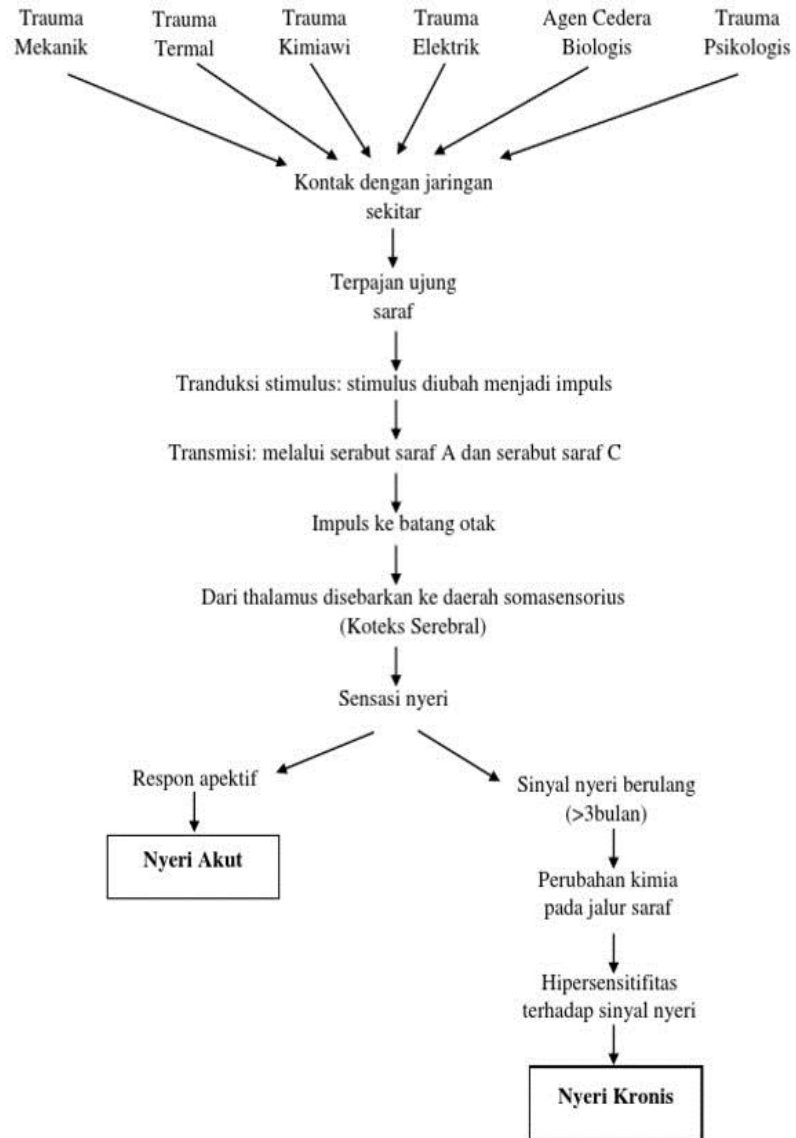 Trauma
Mekanik
Trauma
Termal
Trauma
Kimiawi
Trauma
Elektrik
Agen Cedera
Biologis
Trauma
Psikologis
Kontak dengan jaringan
sekitar
Terpajan ujung
saraf
Tranduksi stimulus: stimulus diubah menjadi impuls
Transmisi: melalui serabut saraf A dan serabut saraf C
Impuls ke batang otak
Dari thalamus disebarkan ke daerah somasensorius
(Koteks Serebral)
Sensasi nyeri
Respon apektif
Nyeri Akut
Sinyal nyeri berulang
(>3bulan)
Perubahan kimia
pada jalur saraf
Hipersensitifitas
terhadap sinyal nyeri
Nyeri Kronis